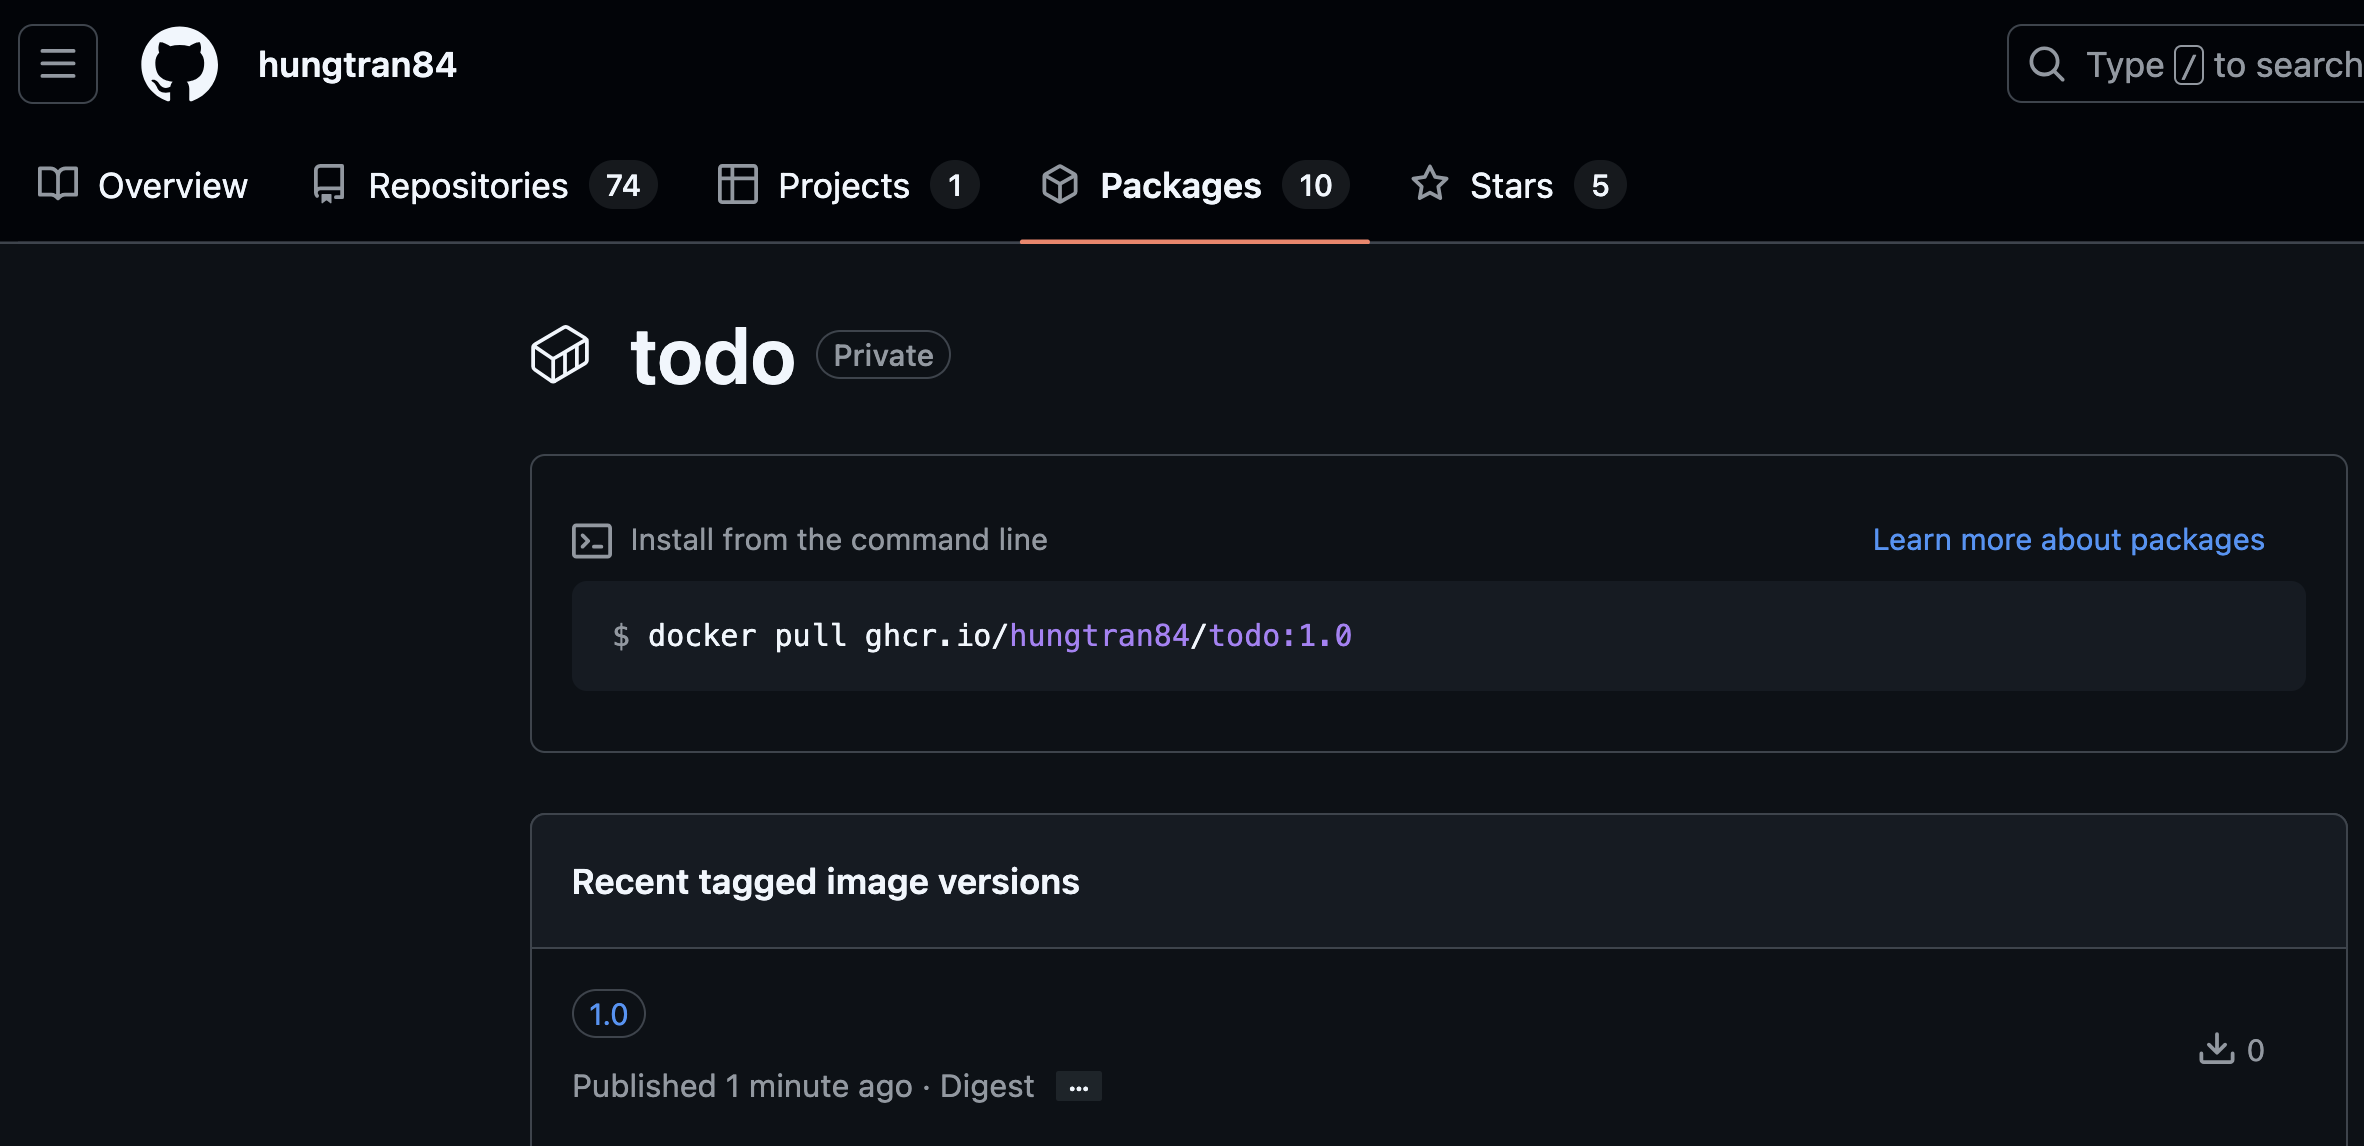 hungtran84
Type / to search
Overview
Repositories 74
Projects 1
Packages 10
Stars 5
todo Private
Install from the command line
Learn more about packages
$ docker pull ghcr.io/hungtran84/todo:1.0
Recent tagged image versions
1.0
0
Published 1 minute ago · Digest ...